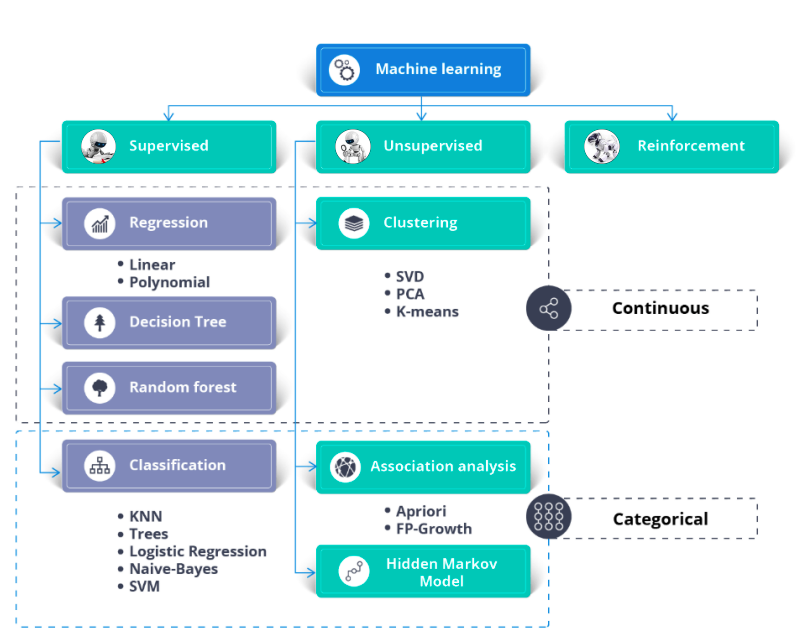 Machine learning
Supervised
Unsupervised
Reinforcement
Regression
• Linear
• Polynomial
Decision Tree
Random forest
Clustering
• SVD
• PCA
• K-means
Continuous
Classification
• KNN
• Trees
• Logistic Regression
• Naive-Bayes
• SVM
Association analysis
• Apriori
• FP-Growth
Hidden Markov
Model
Categorical